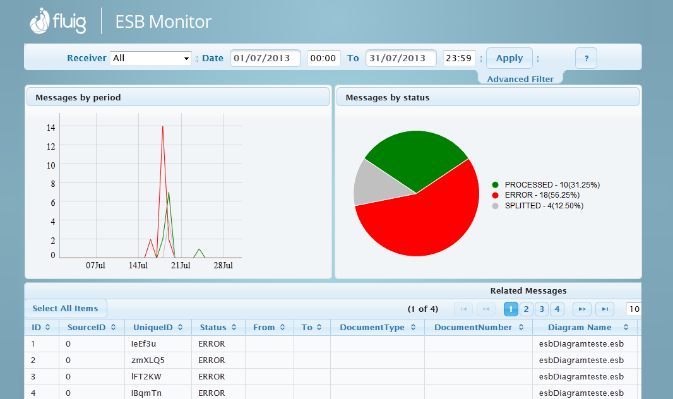 fluig ESB Monitor
Receiver All : Date 01/07/2013 00:00 To 31/07/2013 23:59 : Apply : ?
Advanced Filter
Messages by period
14
12
10
8
6
4
2
0
07Jul 14Jul 21Jul 28Jul
Messages by status
PROCESSED - 10(31.25%)
ERROR - 18(56.25%)
SPLITTED - 4(12.50%)
Related Messages
Select All Items (1 of 4) 1 2 3 4 10
ID SourceID UniqueID Status From To DocumentType DocumentNumber Diagram Name
1 0 IeEf3u ERROR esbDiagramteste.esb
2 0 zmXLQ5 ERROR esbDiagramteste.esb
3 0 IFT2KW ERROR esbDiagramteste.esb
4 0 IBqmTn ERROR esbDiagramteste.esb